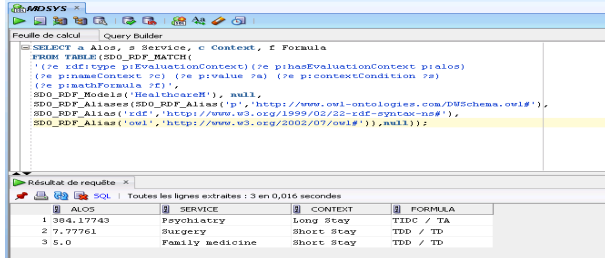 MDSYS ×
Feuille de calcul Query Builder
SELECT a Alos, s Service, c Context, f Formula
FROM TABLE(SDO_RDF_MATCH(
'(?e rdf:type p:EvaluationContext)(?e p:hasEvaluationContext p:alos)
(?e p:nameContext ?c) (?e p:value ?a) (?e p:contextCondition ?s)
(?e p:mathFormula ?f)',
SDO_RDF_Models('HealthcareM'), null,
SDO_RDF_Aliases(SDO_RDF_Alias('p','http://www.owl-ontologies.com/DWSchema.owl#'),
SDO_RDF_Alias('rdf','http://www.w3.org/1999/02/22-rdf-syntax-ns#'),
SDO_RDF_Alias('owl','http://www.w3.org/2002/07/owl#')),null));
Résultat de requête ×
SQL | Toutes les lignes extraites : 3 en 0,016 secondes
ALOS SERVICE CONTEXT FORMULA
1 384.17743 Psychiatry Long Stay TIDC / TA
2 7.77761 Surgery Short Stay TDD / TD
3 5.0 Family medicine Short Stay TDD / TD